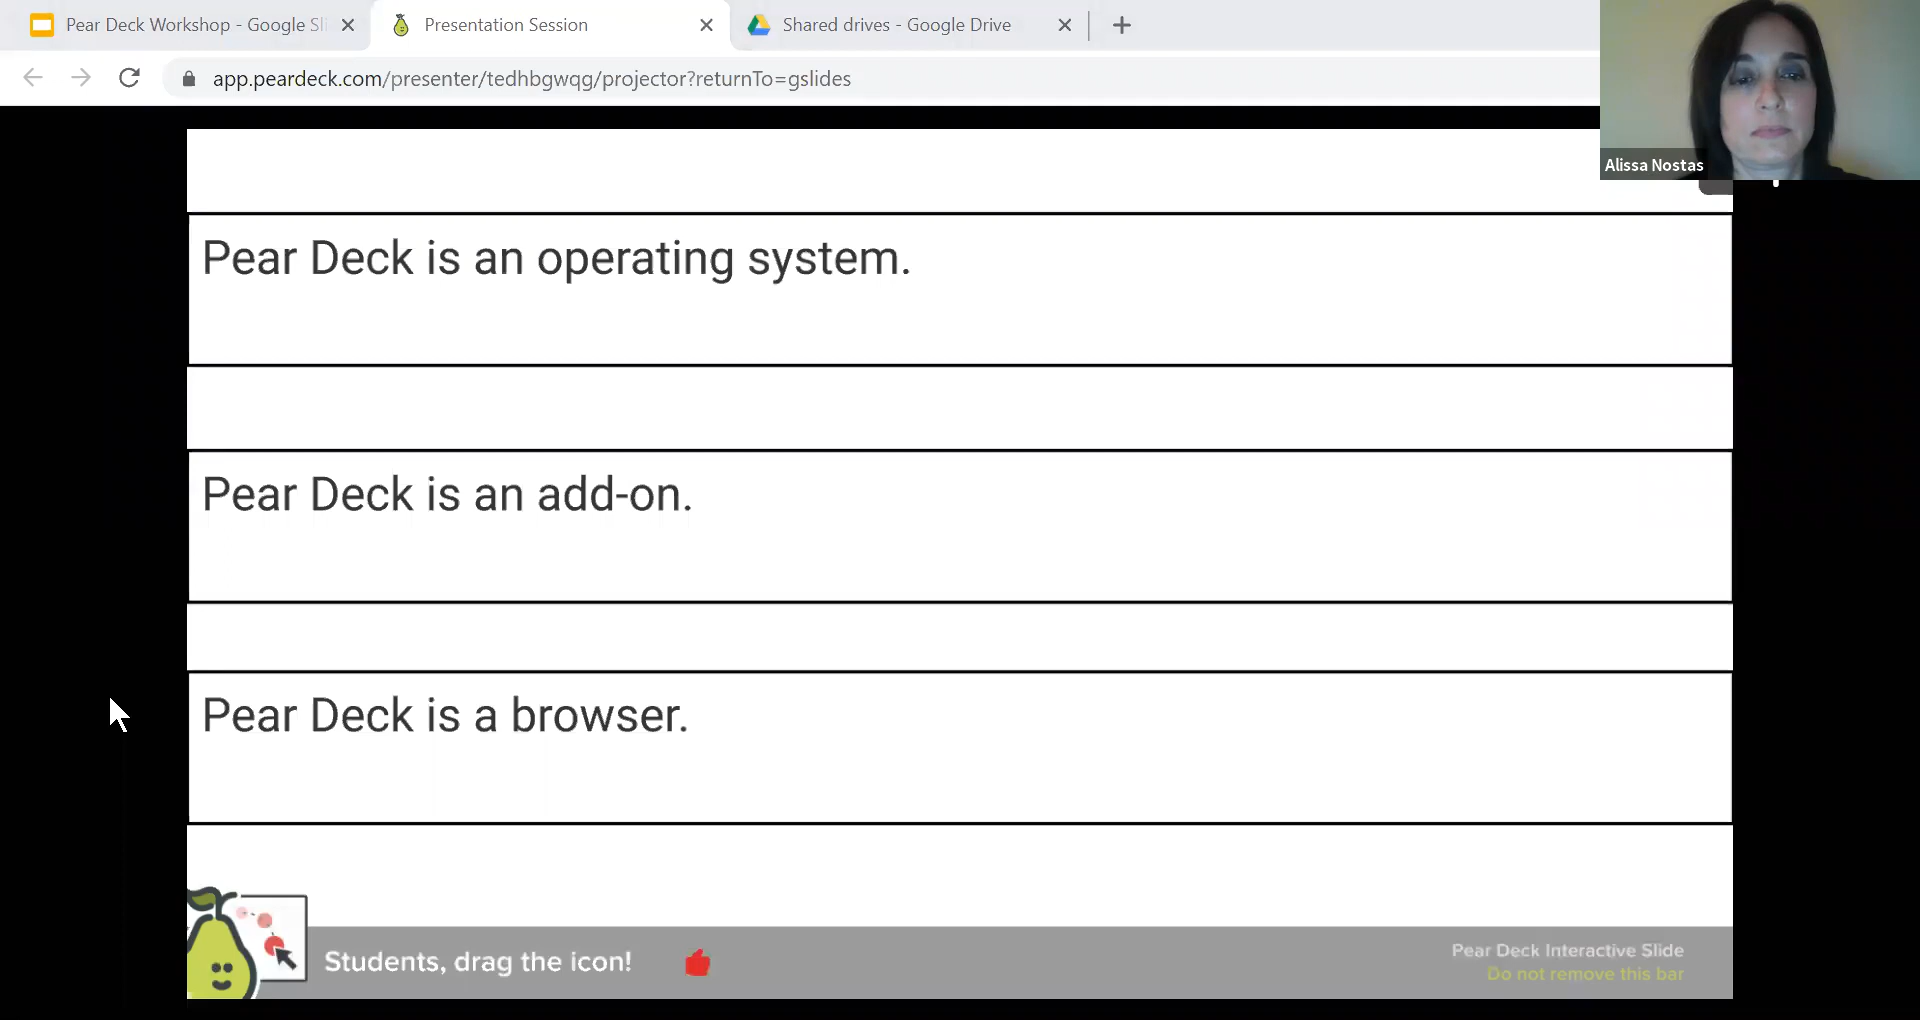 Pear Deck Workshop - Google Sli
Presentation Session
Shared drives - Google Drive
app.peardeck.com/presenter/tedhbgwqg/projector?returnTo=gslides
Alissa Nostas
Pear Deck is an operating system.
Pear Deck is an add-on.
Pear Deck is a browser.
Students, drag the icon!
Pear Deck Interactive Slide
Do not remove this bar